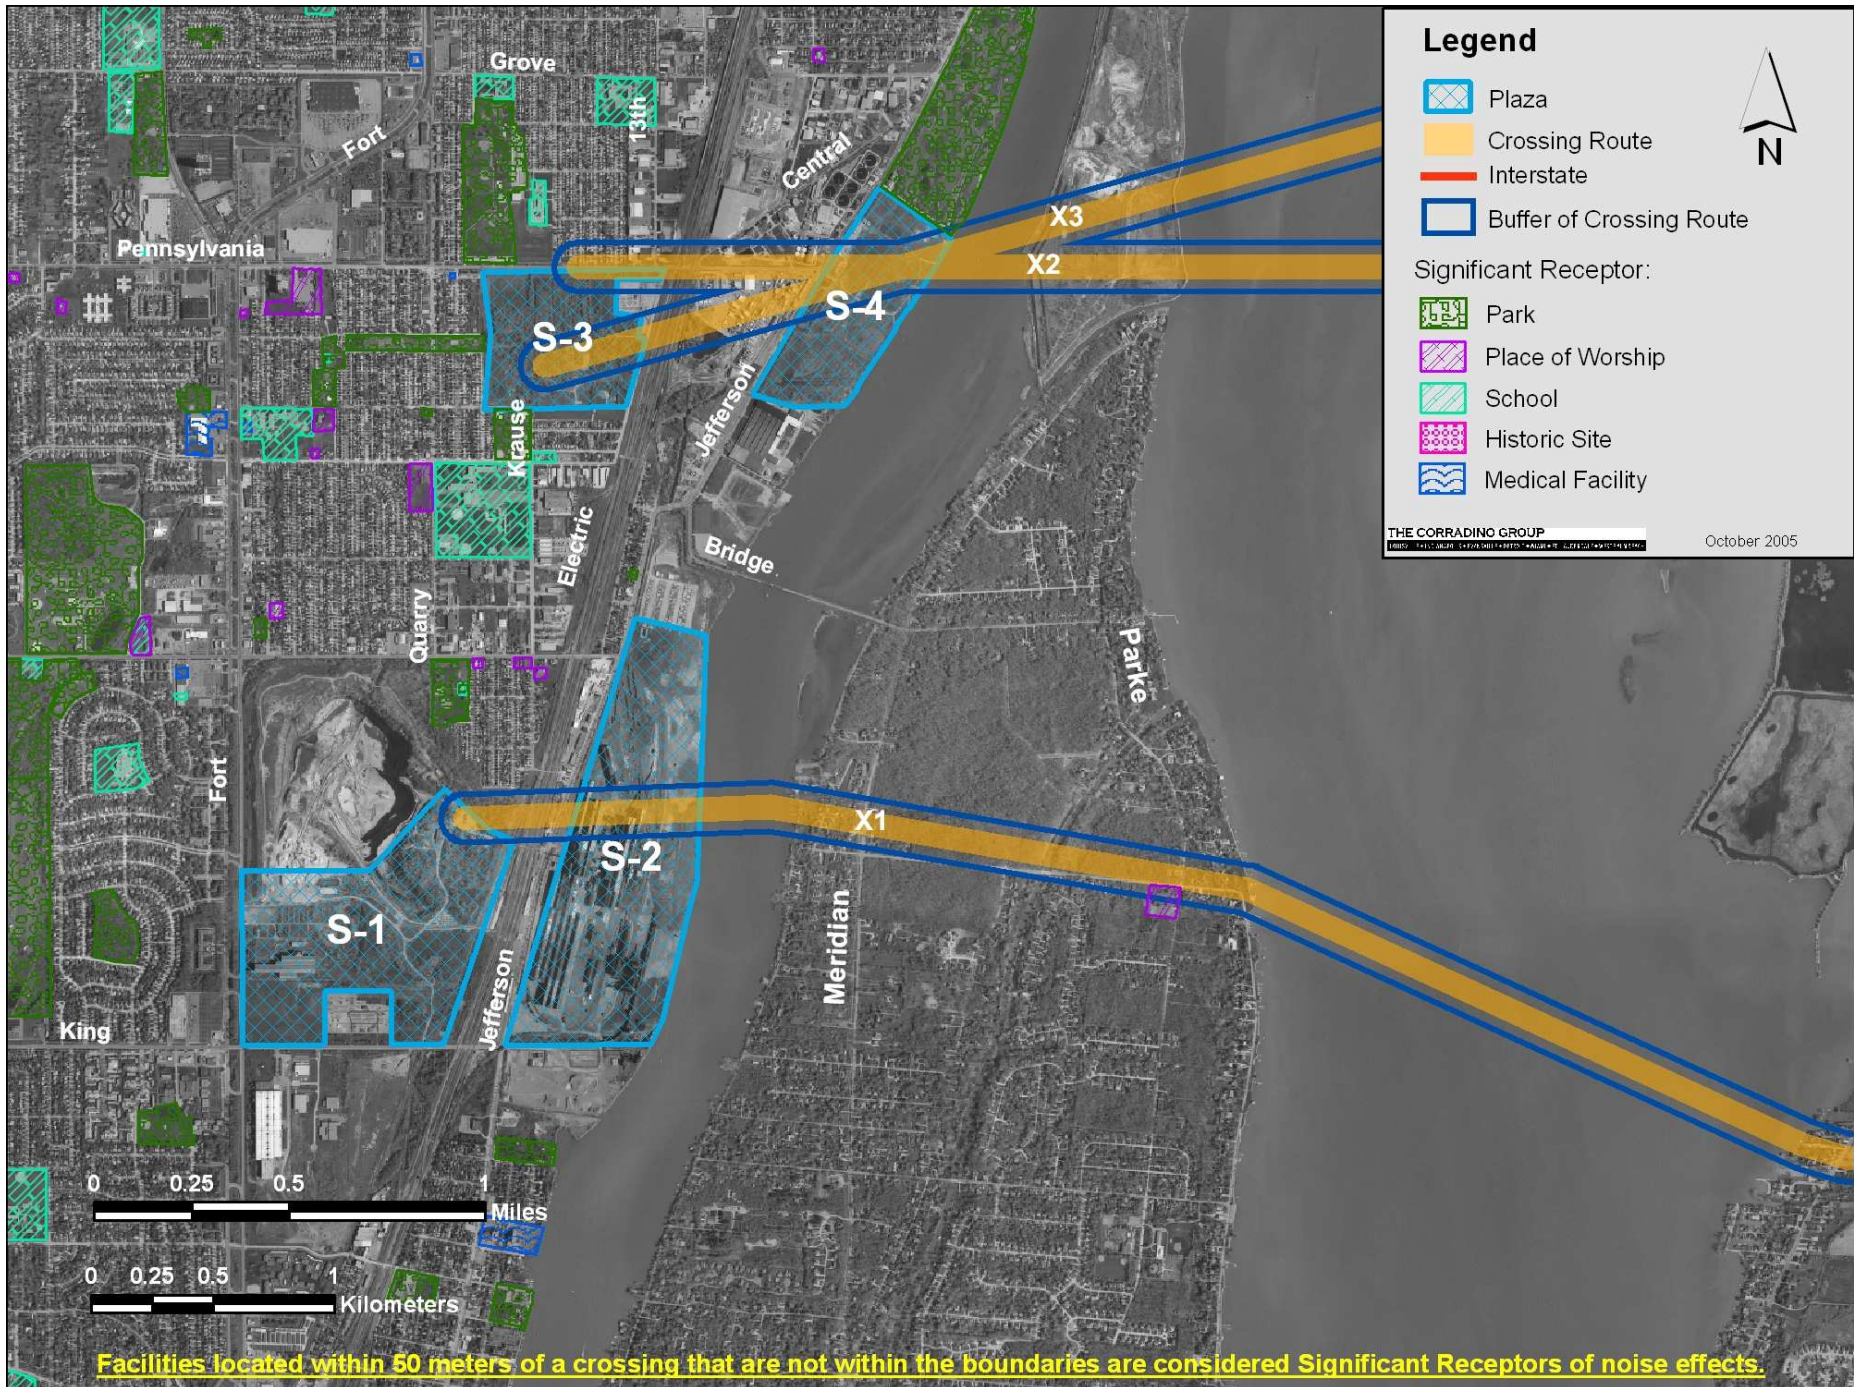 Legend
Plaza
Crossing Route
Interstate
Buffer of Crossing Route
Significant Receptor:
Park
Place of Worship
School
Historic Site
Medical Facility
N
THE CORRADINO GROUP
October 2005
Grove
13th
Fort
Central
Pennsylvania
X3
X2
S-3
S-4
Krause
Jefferson
Electric
Bridge
Quarry
Parke
Fort
X1
S-2
S-1
Meridian
Jefferson
King
0 0.25 0.5 1
Miles
0 0.25 0.5 1
Kilometers
Facilities located within 50 meters of a crossing that are not within the boundaries are considered Significant Receptors of noise effects.